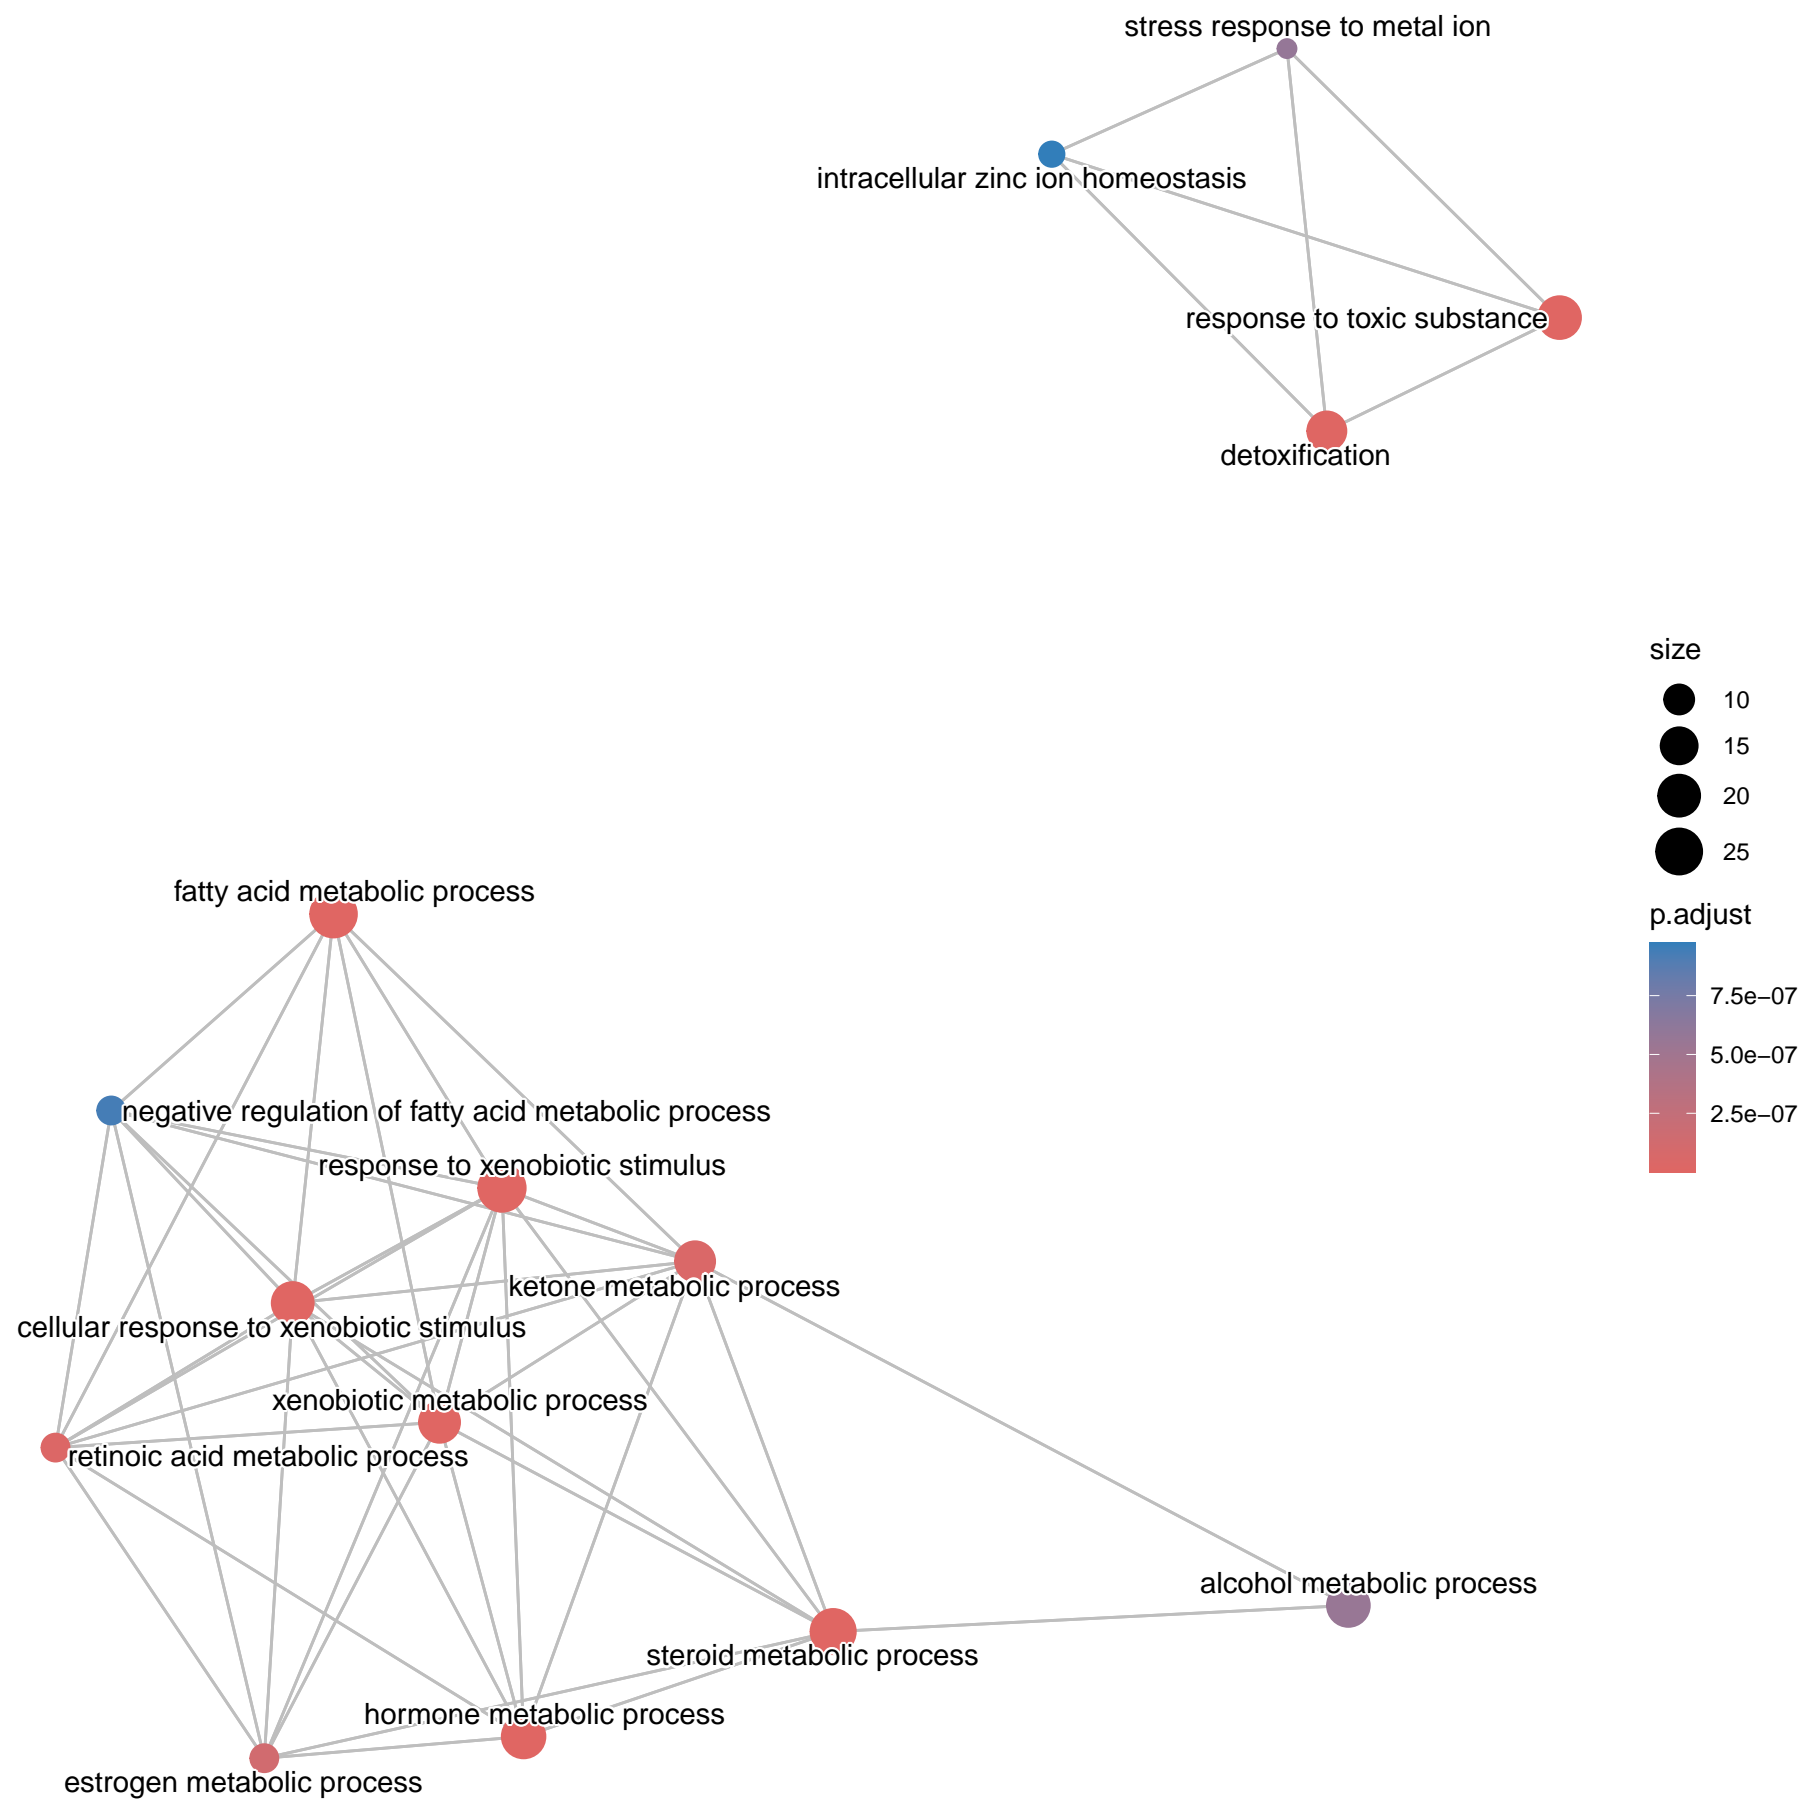 stress response to metal ion
intracellular zinc ion homeostasis
response to toxic substance
detoxification
size
10
15
20
25
p.adjust
7.5e−07
5.0e−07
2.5e−07
fatty acid metabolic process
negative regulation of fatty acid metabolic process
response to xenobiotic stimulus
ketone metabolic process
cellular response to xenobiotic stimulus
xenobiotic metabolic process
retinoic acid metabolic process
alcohol metabolic process
steroid metabolic process
hormone metabolic process
estrogen metabolic process